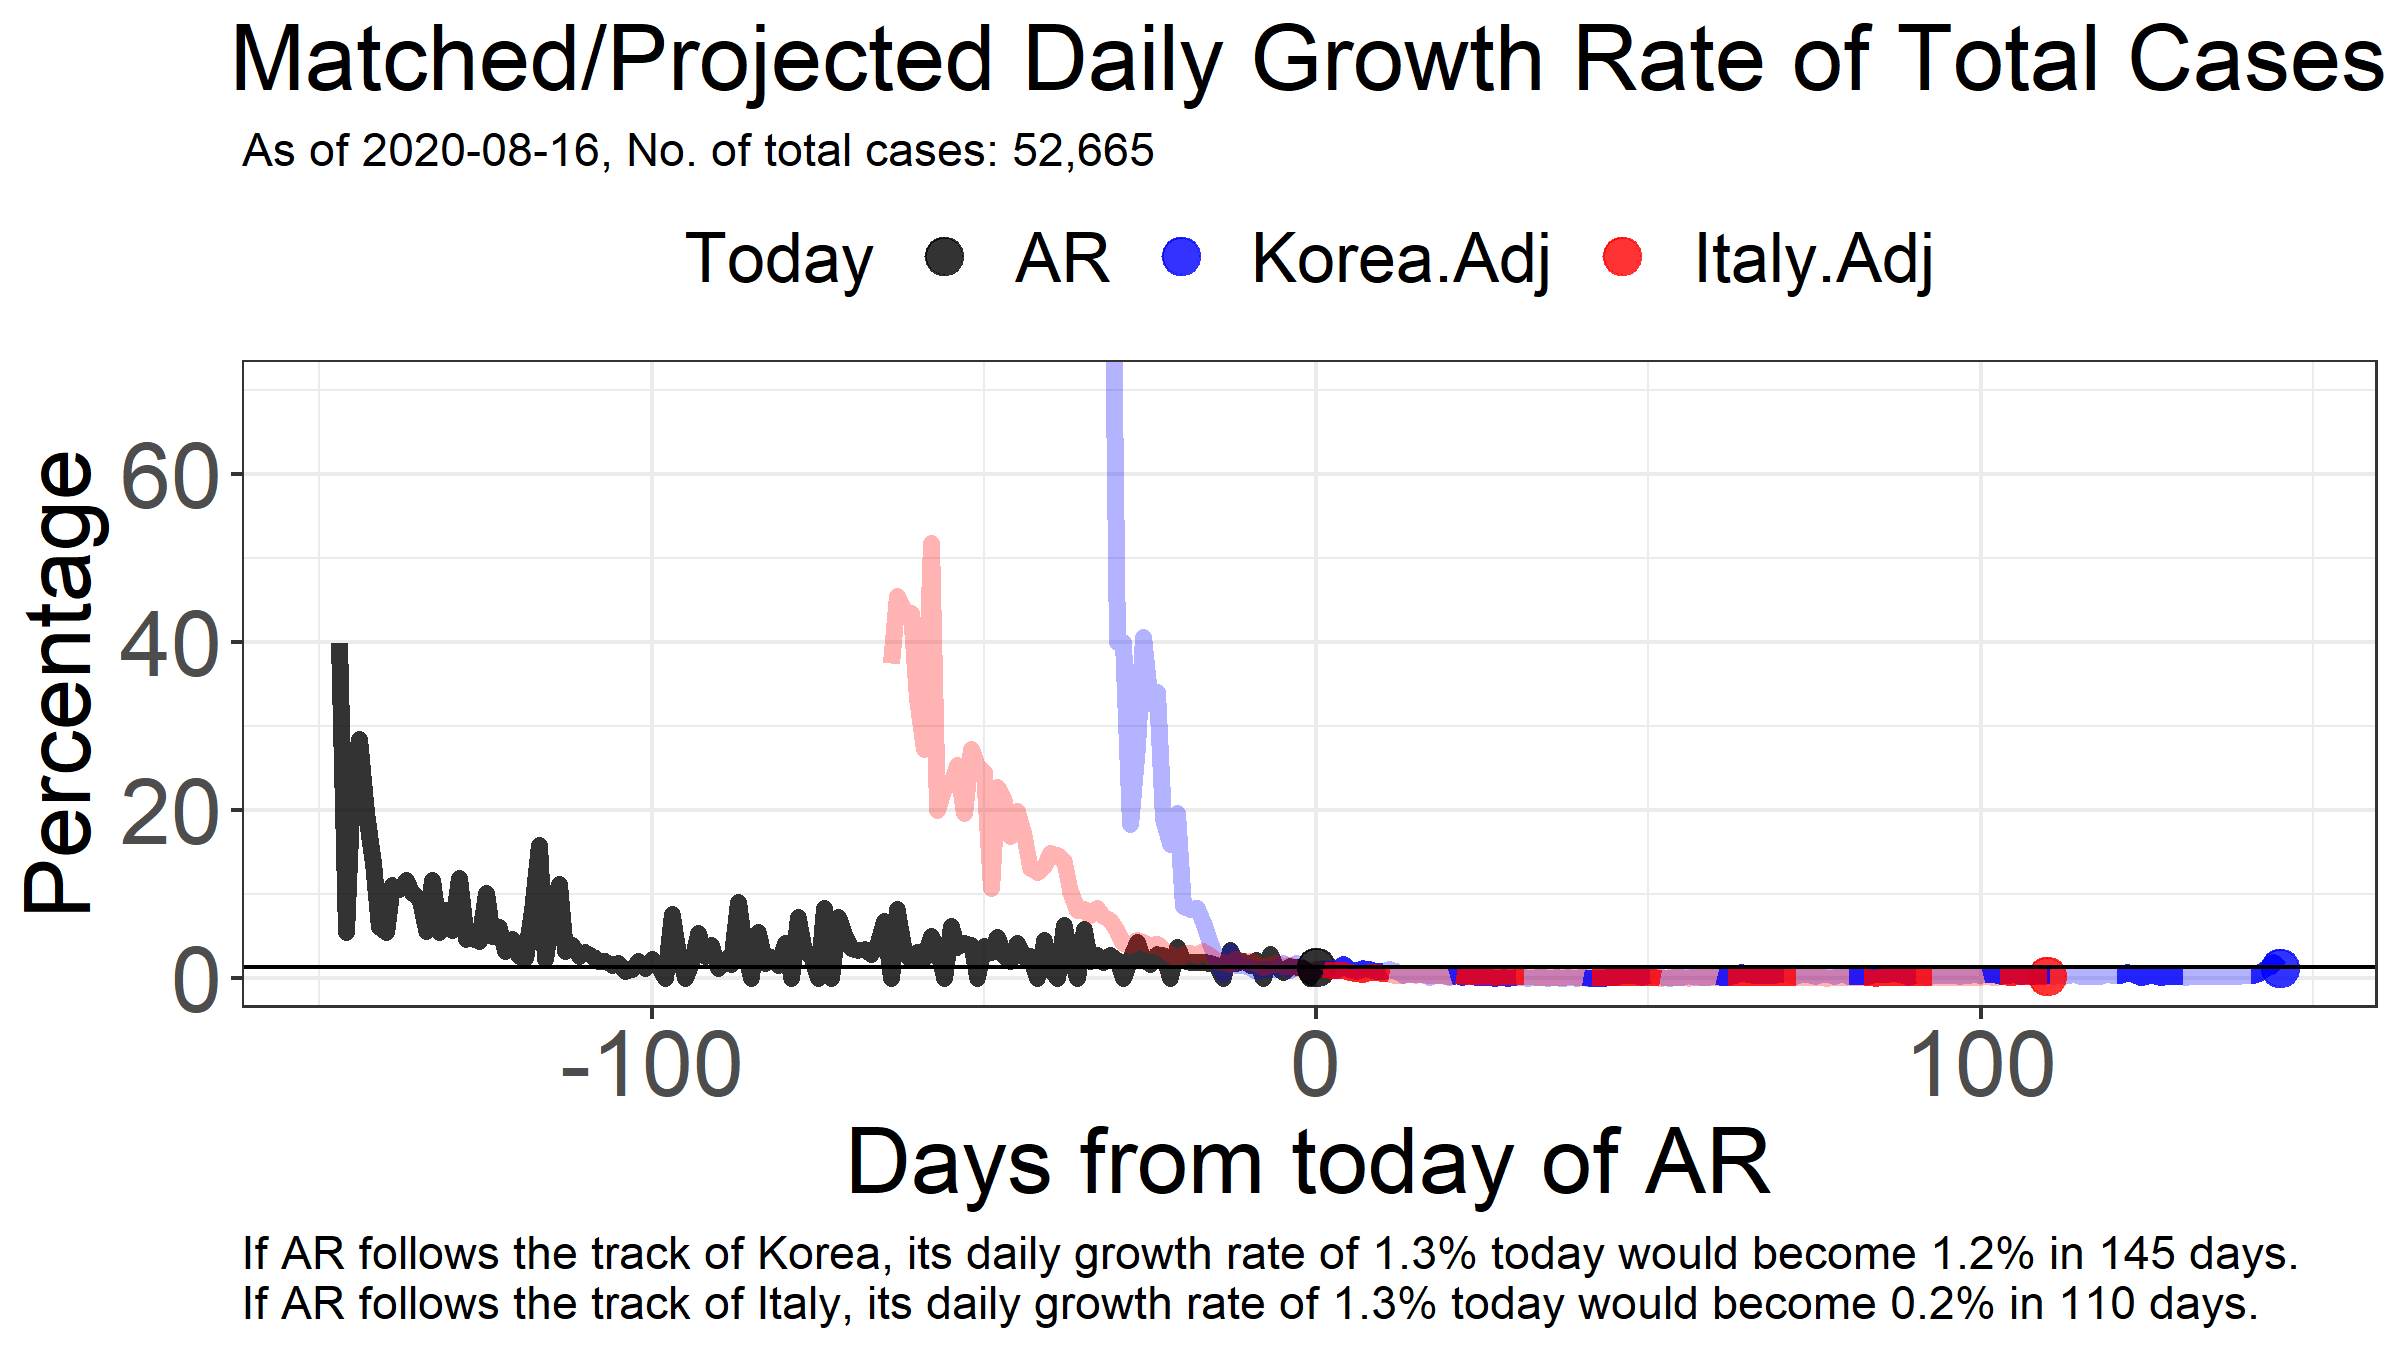 Matched/Projected Daily Growth Rate of Total Cases
As of 2020-08-16, No. of total cases: 52,665
Today AR Korea.Adj Italy.Adj
Percentage
60
40
20
0
-100 0 100
Days from today of AR
If AR follows the track of Korea, its daily growth rate of 1.3% today would become 1.2% in 145 days.
If AR follows the track of Italy, its daily growth rate of 1.3% today would become 0.2% in 110 days.